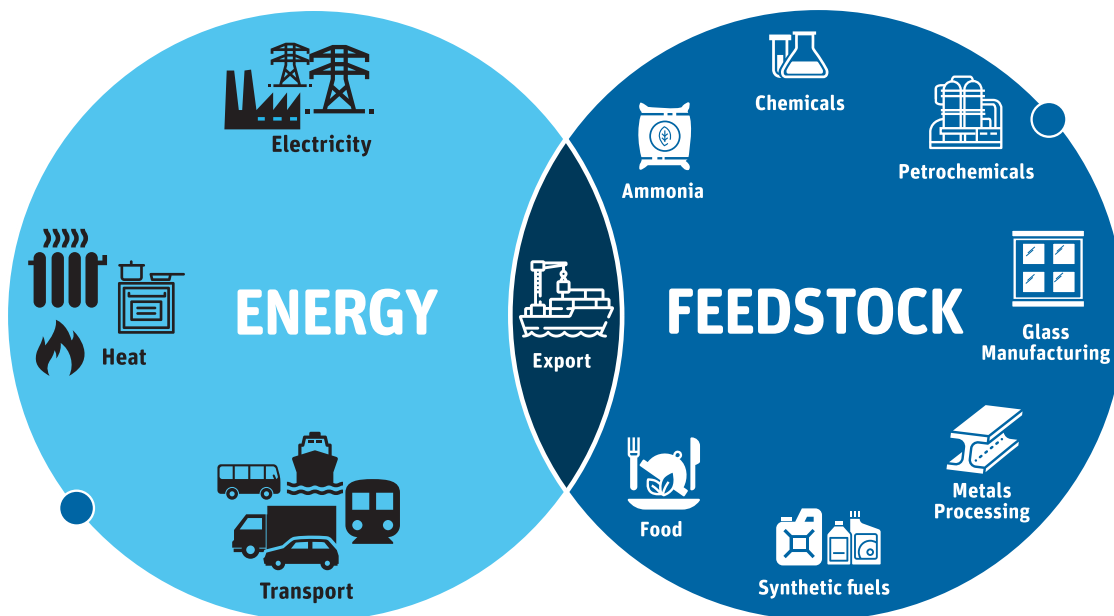 Electricity
Heat
ENERGY
Transport
Export
Chemicals
Ammonia
Petrochemicals
FEEDSTOCK
Glass
Manufacturing
Metals
Processing
Food
Synthetic fuels